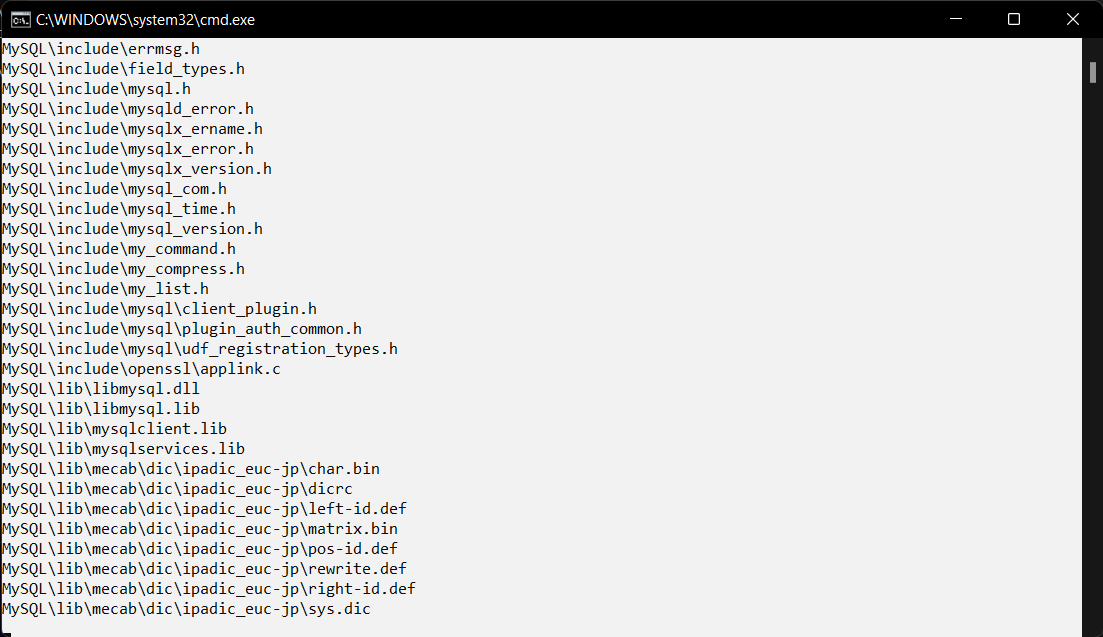 C:\WINDOWS\system32\cmd.exe
MySQL\include\errmsg.h
MySQL\include\field_types.h
MySQL\include\mysql.h
MySQL\include\mysqld_error.h
MySQL\include\mysqlx_ername.h
MySQL\include\mysqlx_error.h
MySQL\include\mysqlx_version.h
MySQL\include\mysql_com.h
MySQL\include\mysql_time.h
MySQL\include\mysql_version.h
MySQL\include\my_command.h
MySQL\include\my_compress.h
MySQL\include\my_list.h
MySQL\include\mysql\client_plugin.h
MySQL\include\mysql\plugin_auth_common.h
MySQL\include\mysql\udf_registration_types.h
MySQL\include\openssl\applink.c
MySQL\lib\libmysql.dll
MySQL\lib\libmysql.lib
MySQL\lib\mysqlclient.lib
MySQL\lib\mysqlservices.lib
MySQL\lib\mecab\dic\ipadic_euc-jp\char.bin
MySQL\lib\mecab\dic\ipadic_euc-jp\dicrc
MySQL\lib\mecab\dic\ipadic_euc-jp\left-id.def
MySQL\lib\mecab\dic\ipadic_euc-jp\matrix.bin
MySQL\lib\mecab\dic\ipadic_euc-jp\pos-id.def
MySQL\lib\mecab\dic\ipadic_euc-jp\rewrite.def
MySQL\lib\mecab\dic\ipadic_euc-jp\right-id.def
MySQL\lib\mecab\dic\ipadic_euc-jp\sys.dic